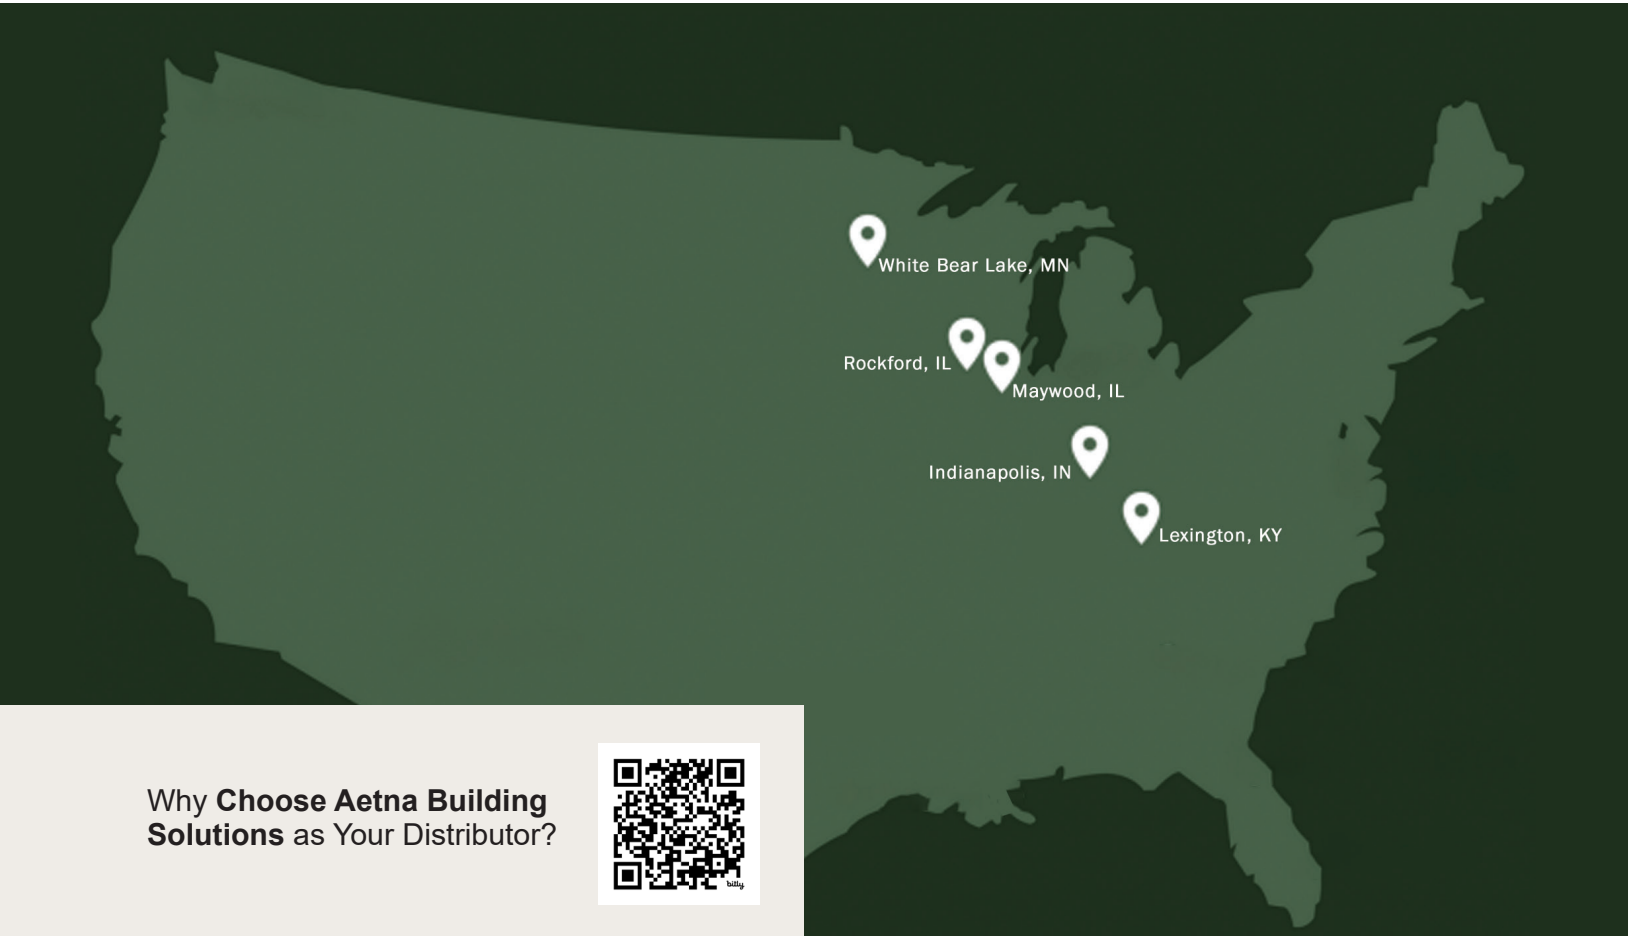 White Bear Lake, MN
Rockford, IL
Maywood, IL
Indianapolis, IN
Lexington, KY
Why Choose Aetna Building
Solutions as Your Distributor?
bitly